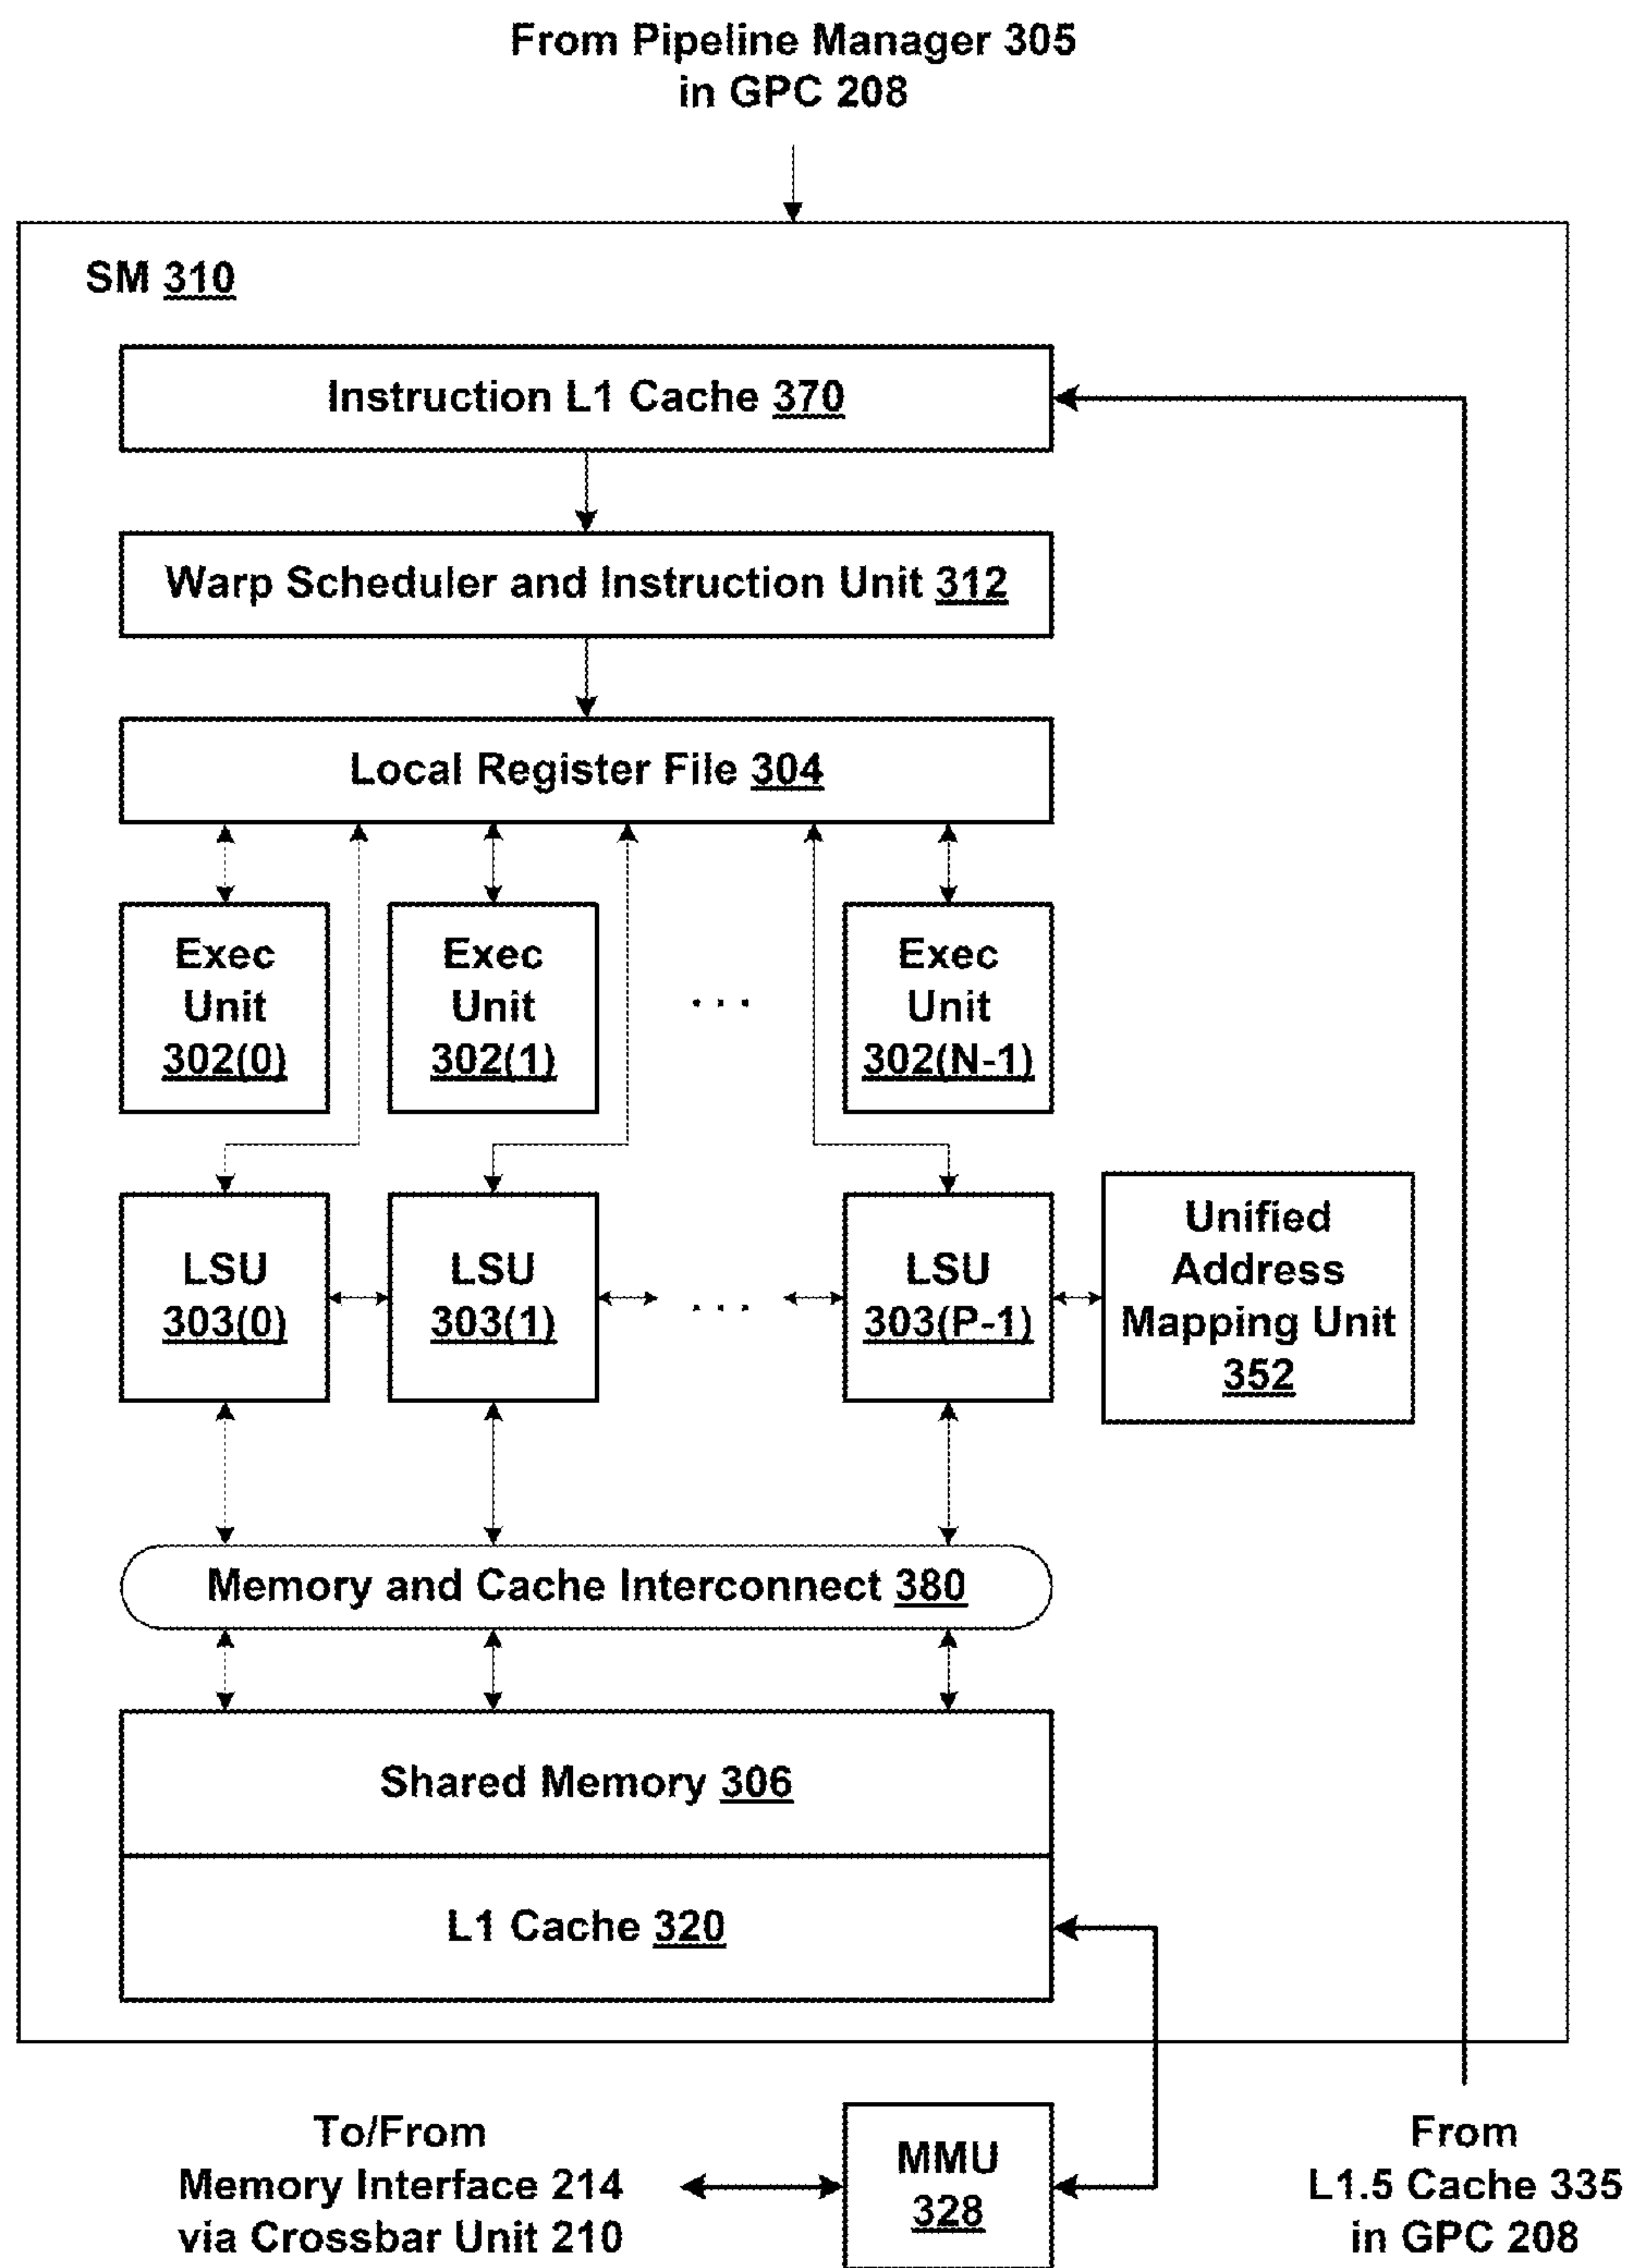 From Pipeline Manager 305
in GPC 208
SM 310
Instruction L1 Cache 370
Warp Scheduler and Instruction Unit 312
Local Register File 304
Exec
Unit
302(0)
Exec
Unit
302(1)
. . .
Exec
Unit
302(N-1)
LSU
303(0)
LSU
303(1)
. . .
LSU
303(P-1)
Unified
Address
Mapping Unit
352
Memory and Cache Interconnect 380
Shared Memory 306
L1 Cache 320
To/From
Memory Interface 214
via Crossbar Unit 210
MMU
328
From
L1.5 Cache 335
in GPC 208